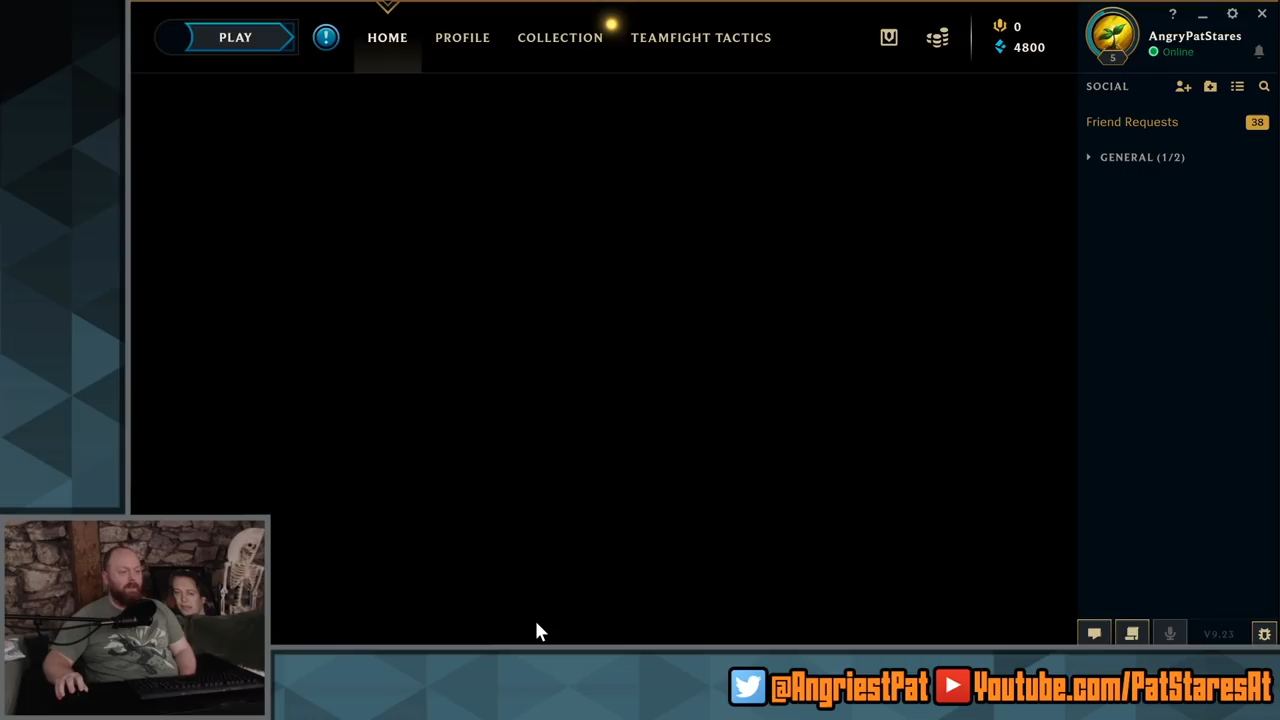 PLAY
HOME
PROFILE
COLLECTION
TEAMFIGHT TACTICS
0
4800
5
AngryPatStares
Online
SOCIAL
Friend Requests
38
GENERAL (1/2)
V9.23
@AngriestPat
Youtube.com/PatStaresAt